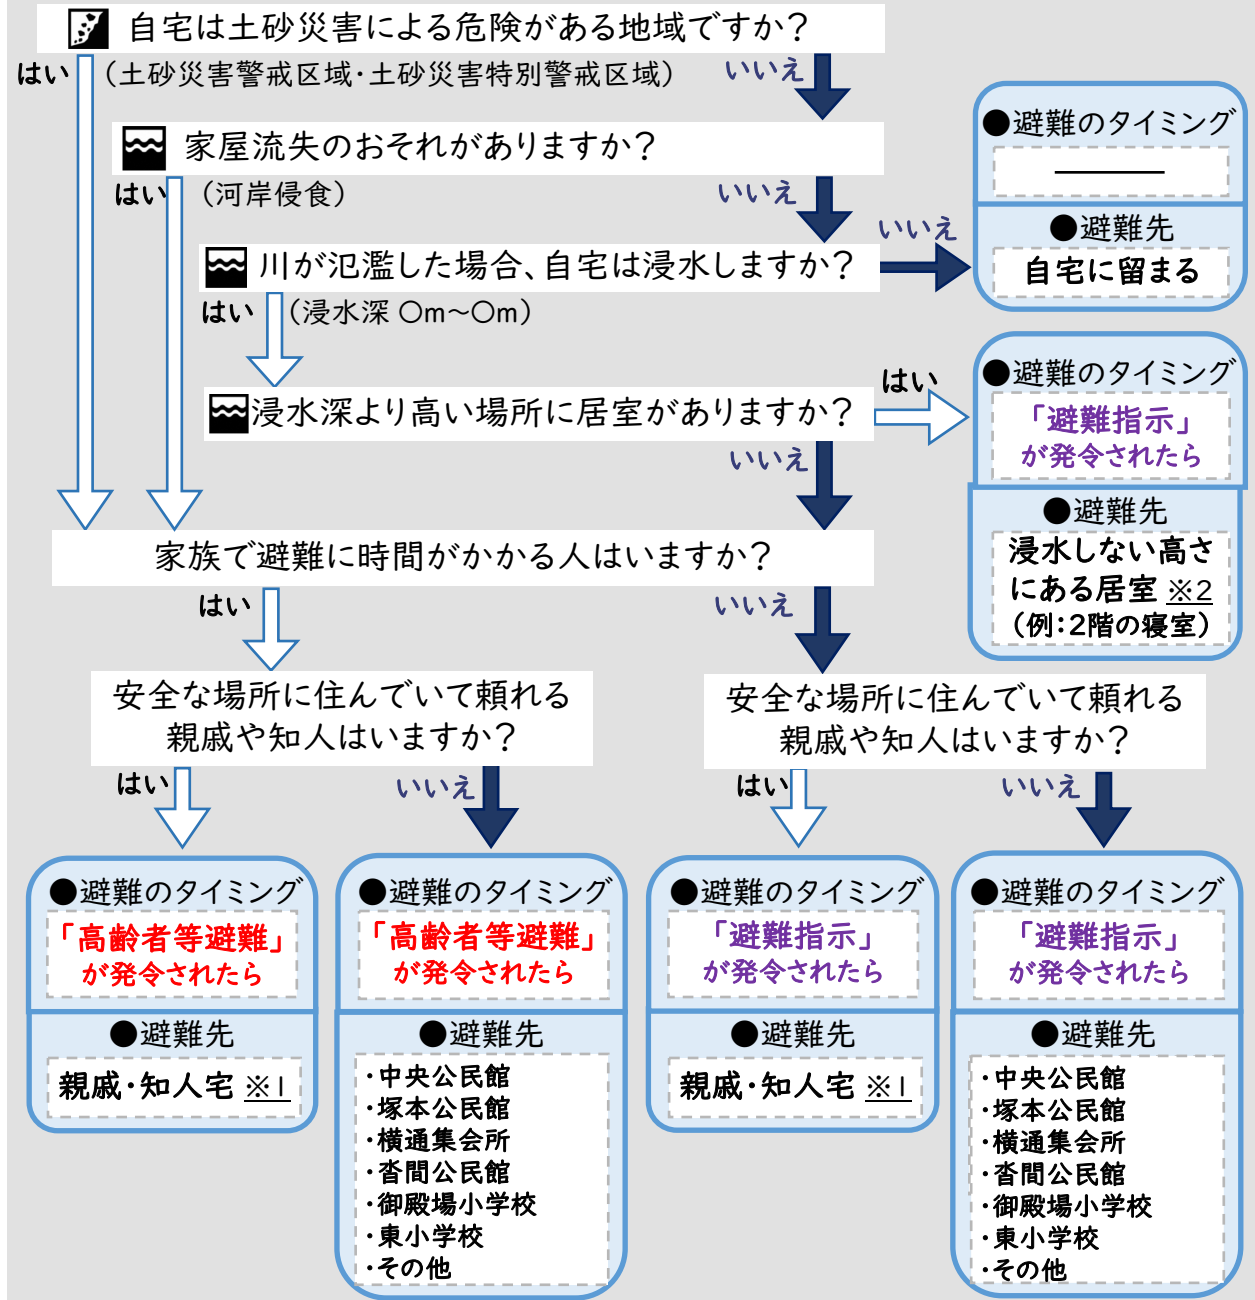 自宅は土砂災害による危険がある地域ですか？
はい
（土砂災害警戒区域・土砂災害特別警戒区域）
いいえ
家屋流失のおそれがありますか？
はい
（河岸侵食）
いいえ
川が氾濫した場合、自宅は浸水しますか？
いいえ
はい
（浸水深 〇m～〇m）
●避難のタイミング
―――
●避難先
自宅に留まる
浸水深より高い場所に居室がありますか？
はい
いいえ
●避難のタイミング
「避難指示」
が発令されたら
●避難先
浸水しない高さ
にある居室 ※2
（例：2階の寝室）
家族で避難に時間がかかる人はいますか？
はい
いいえ
安全な場所に住んでいて頼れる
親戚や知人はいますか？
はい
いいえ
安全な場所に住んでいて頼れる
親戚や知人はいますか？
はい
いいえ
●避難のタイミング
「高齢者等避難」
が発令されたら
●避難先
親戚・知人宅 ※1
●避難のタイミング
「高齢者等避難」
が発令されたら
●避難先
・中央公民館
・塚本公民館
・横通集会所
・沓間公民館
・御殿場小学校
・東小学校
・その他
●避難のタイミング
「避難指示」
が発令されたら
●避難先
親戚・知人宅 ※1
●避難のタイミング
「避難指示」
が発令されたら
●避難先
・中央公民館
・塚本公民館
・横通集会所
・沓間公民館
・御殿場小学校
・東小学校
・その他